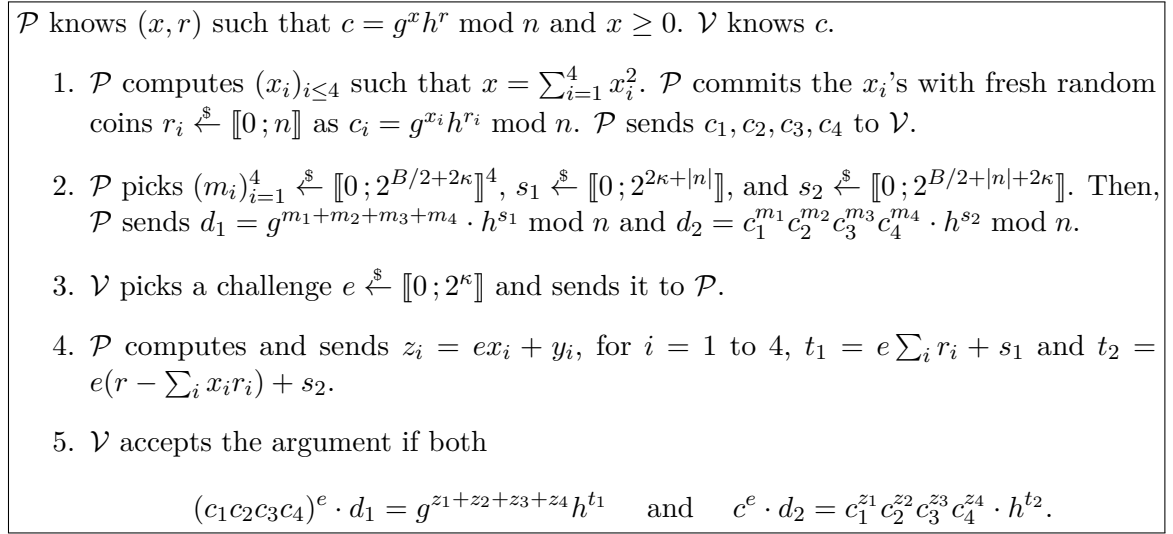 𝒫 knows (x, r) such that c = gˣhʳ mod n and x ≥ 0. 𝒱 knows c.
1. 𝒫 computes (x_i)_{i≤4} such that x = ∑_{i=1}^{4} x_i^2. 𝒫 commits the x_i's with fresh random
coins r_i ←$ ⟦0 ; n⟧ as c_i = g^{x_i}h^{r_i} mod n. 𝒫 sends c_1, c_2, c_3, c_4 to 𝒱.
2. 𝒫 picks (m_i)_{i=1}^{4} ←$ ⟦0 ; 2^{B/2+2κ}⟧^4, s_1 ←$ ⟦0 ; 2^{2κ+|n|}⟧, and s_2 ←$ ⟦0 ; 2^{B/2+|n|+2κ}⟧. Then,
𝒫 sends d_1 = g^{m_1+m_2+m_3+m_4} · h^{s_1} mod n and d_2 = c_1^{m_1}c_2^{m_2}c_3^{m_3}c_4^{m_4} · h^{s_2} mod n.
3. 𝒱 picks a challenge e ←$ ⟦0 ; 2^κ⟧ and sends it to 𝒫.
4. 𝒫 computes and sends z_i = ex_i + y_i, for i = 1 to 4, t_1 = e ∑_i r_i + s_1 and t_2 =
e(r − ∑_i x_ir_i) + s_2.
5. 𝒱 accepts the argument if both
(c_1c_2c_3c_4)^e · d_1 = g^{z_1+z_2+z_3+z_4}h^{t_1} and c^e · d_2 = c_1^{z_1}c_2^{z_2}c_3^{z_3}c_4^{z_4} · h^{t_2}.